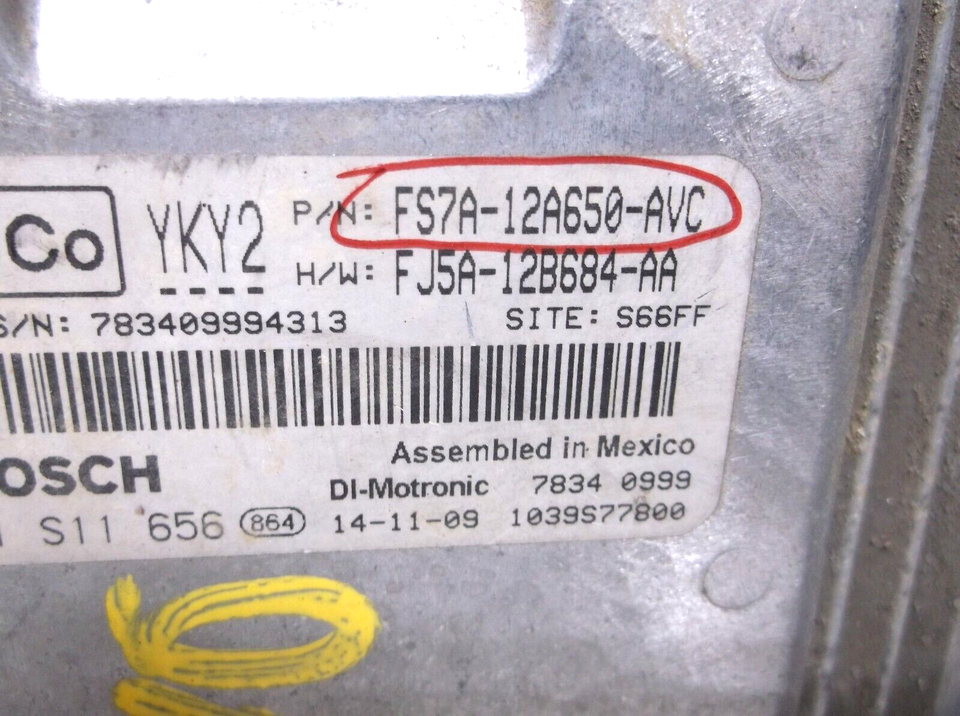 Co YKY2 P/N: FS7A-12A650-AVC
H/W: FJ5A-12B684-AA
S/N: 783409994313 SITE: S66FF
Assembled in Mexico
OSCH DI-Motronic 7834 0999
S11 656 864 14-11-09 1039S77800